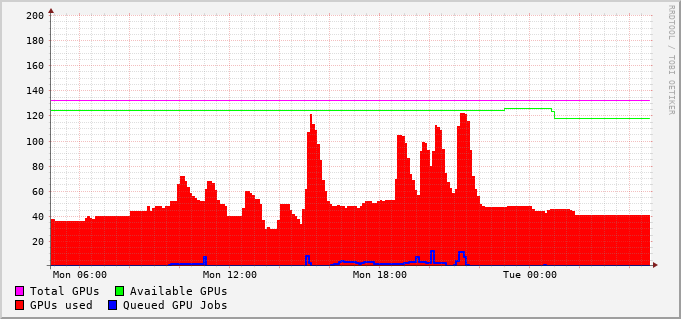 200
180
160
140
120
100
80
60
40
20
Mon 06:00 Mon 12:00 Mon 18:00 Tue 00:00
Total GPUs Available GPUs
GPUs used Queued GPU Jobs
RRDTOOL / TOBI OETIKER